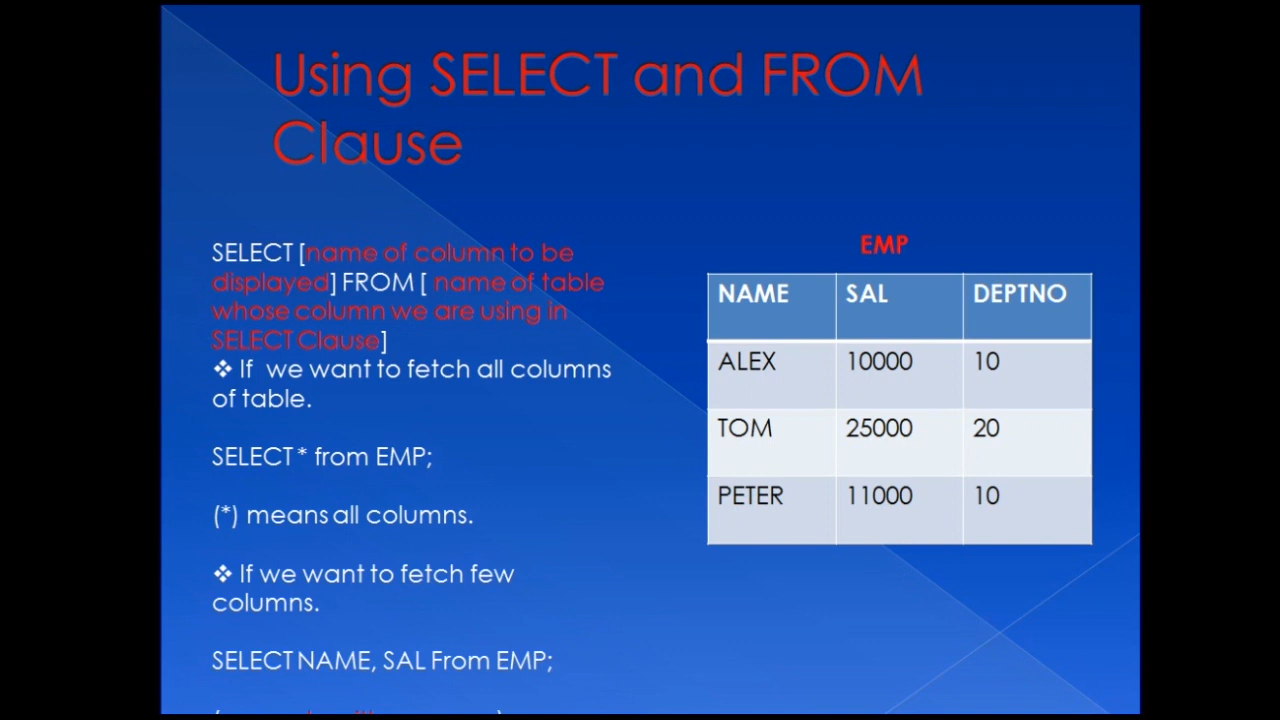 Using SELECT and FROM
Clause
SELECT [name of column to be
displayed] FROM [ name of table
whose column we are using in
SELECT Clause]
❖ If we want to fetch all columns
of table.
SELECT * from EMP;
(*) means all columns.
❖ If we want to fetch few
columns.
SELECT NAME, SAL From EMP;
EMP
NAME SAL DEPTNO
ALEX 10000 10
TOM 25000 20
PETER 11000 10